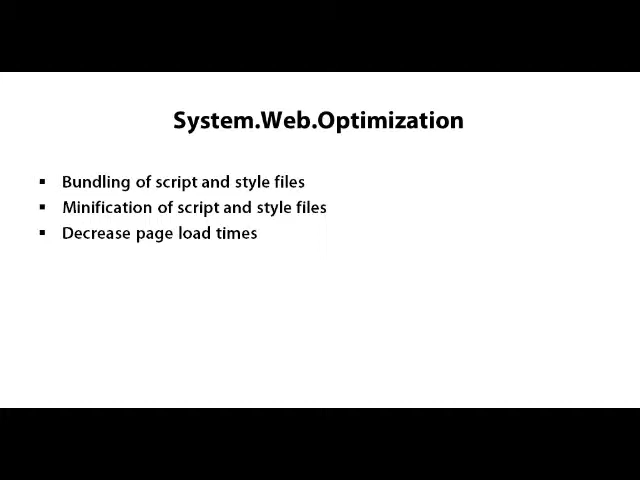 System.Web.Optimization
▪ Bundling of script and style files
▪ Minification of script and style files
▪ Decrease page load times